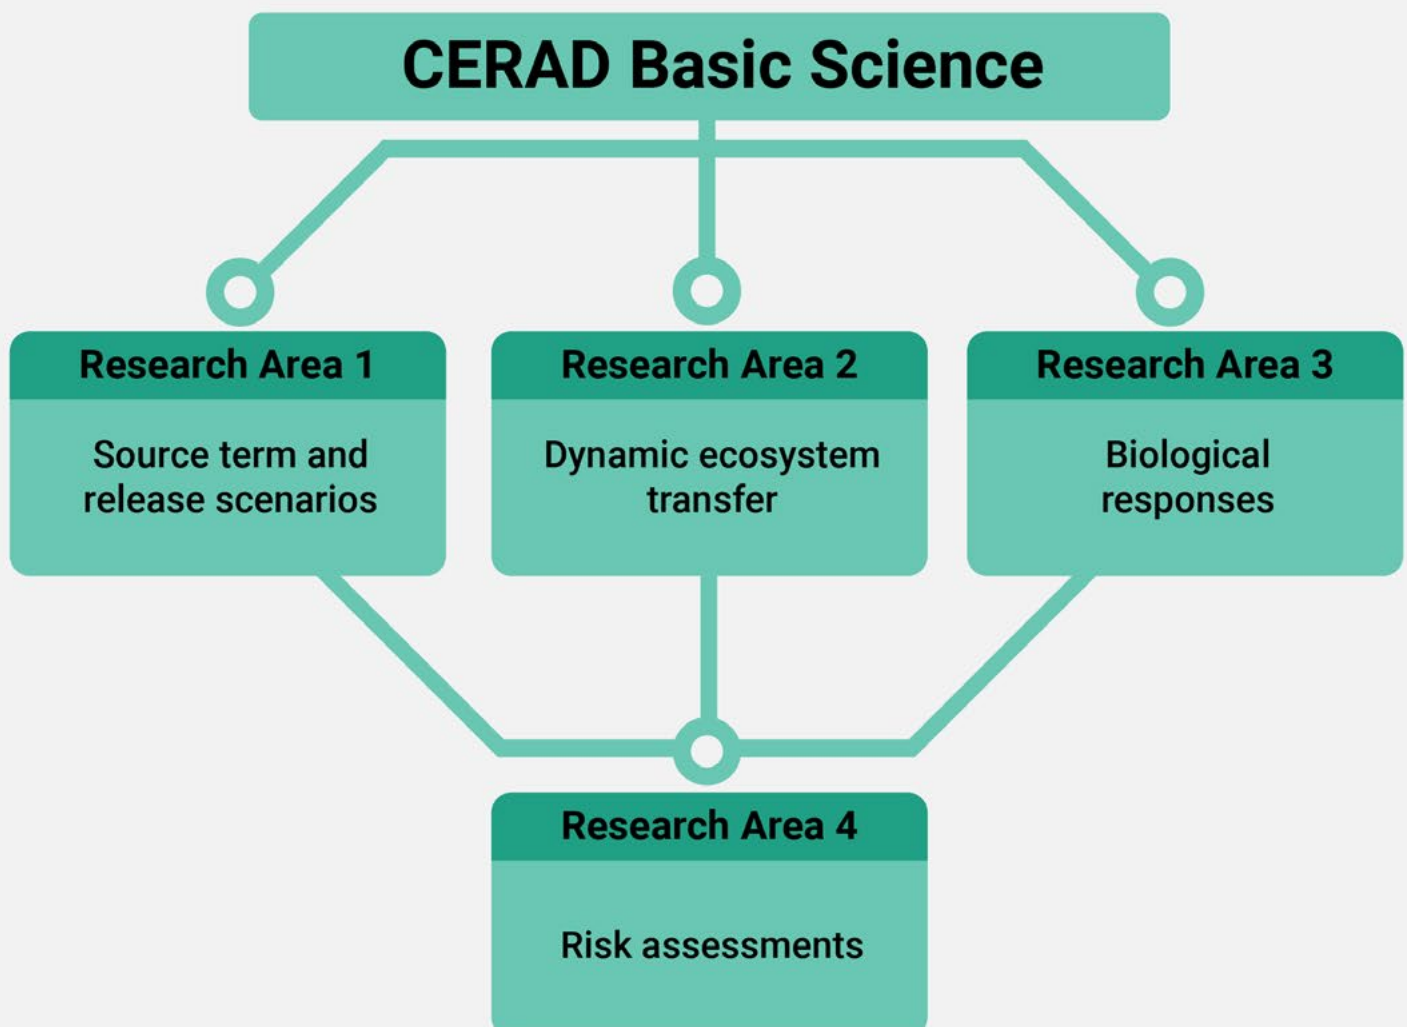 CERAD Basic Science
Research Area 1
Source term and
release scenarios
Research Area 2
Dynamic ecosystem
transfer
Research Area 3
Biological
responses
Research Area 4
Risk assessments